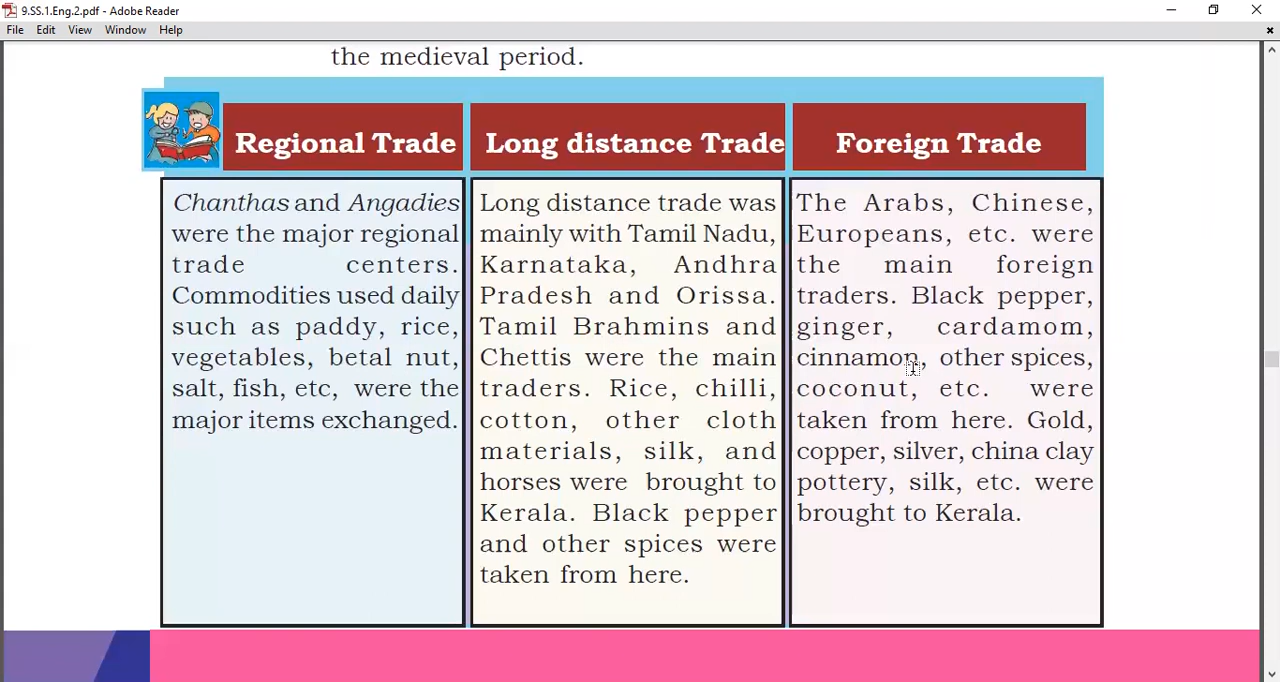 9.SS.1.Eng.2.pdf - Adobe Reader
File Edit View Window Help
the medieval period.
Regional Trade
Chanthas and Angadies
were the major regional
trade centers.
Commodities used daily
such as paddy, rice,
vegetables, betal nut,
salt, fish, etc, were the
major items exchanged.
Long distance Trade
Long distance trade was
mainly with Tamil Nadu,
Karnataka, Andhra
Pradesh and Orissa.
Tamil Brahmins and
Chettis were the main
traders. Rice, chilli,
cotton, other cloth
materials, silk, and
horses were brought to
Kerala. Black pepper
and other spices were
taken from here.
Foreign Trade
The Arabs, Chinese,
Europeans, etc. were
the main foreign
traders. Black pepper,
ginger, cardamom,
cinnamon, other spices,
coconut, etc. were
taken from here. Gold,
copper, silver, china clay
pottery, silk, etc. were
brought to Kerala.